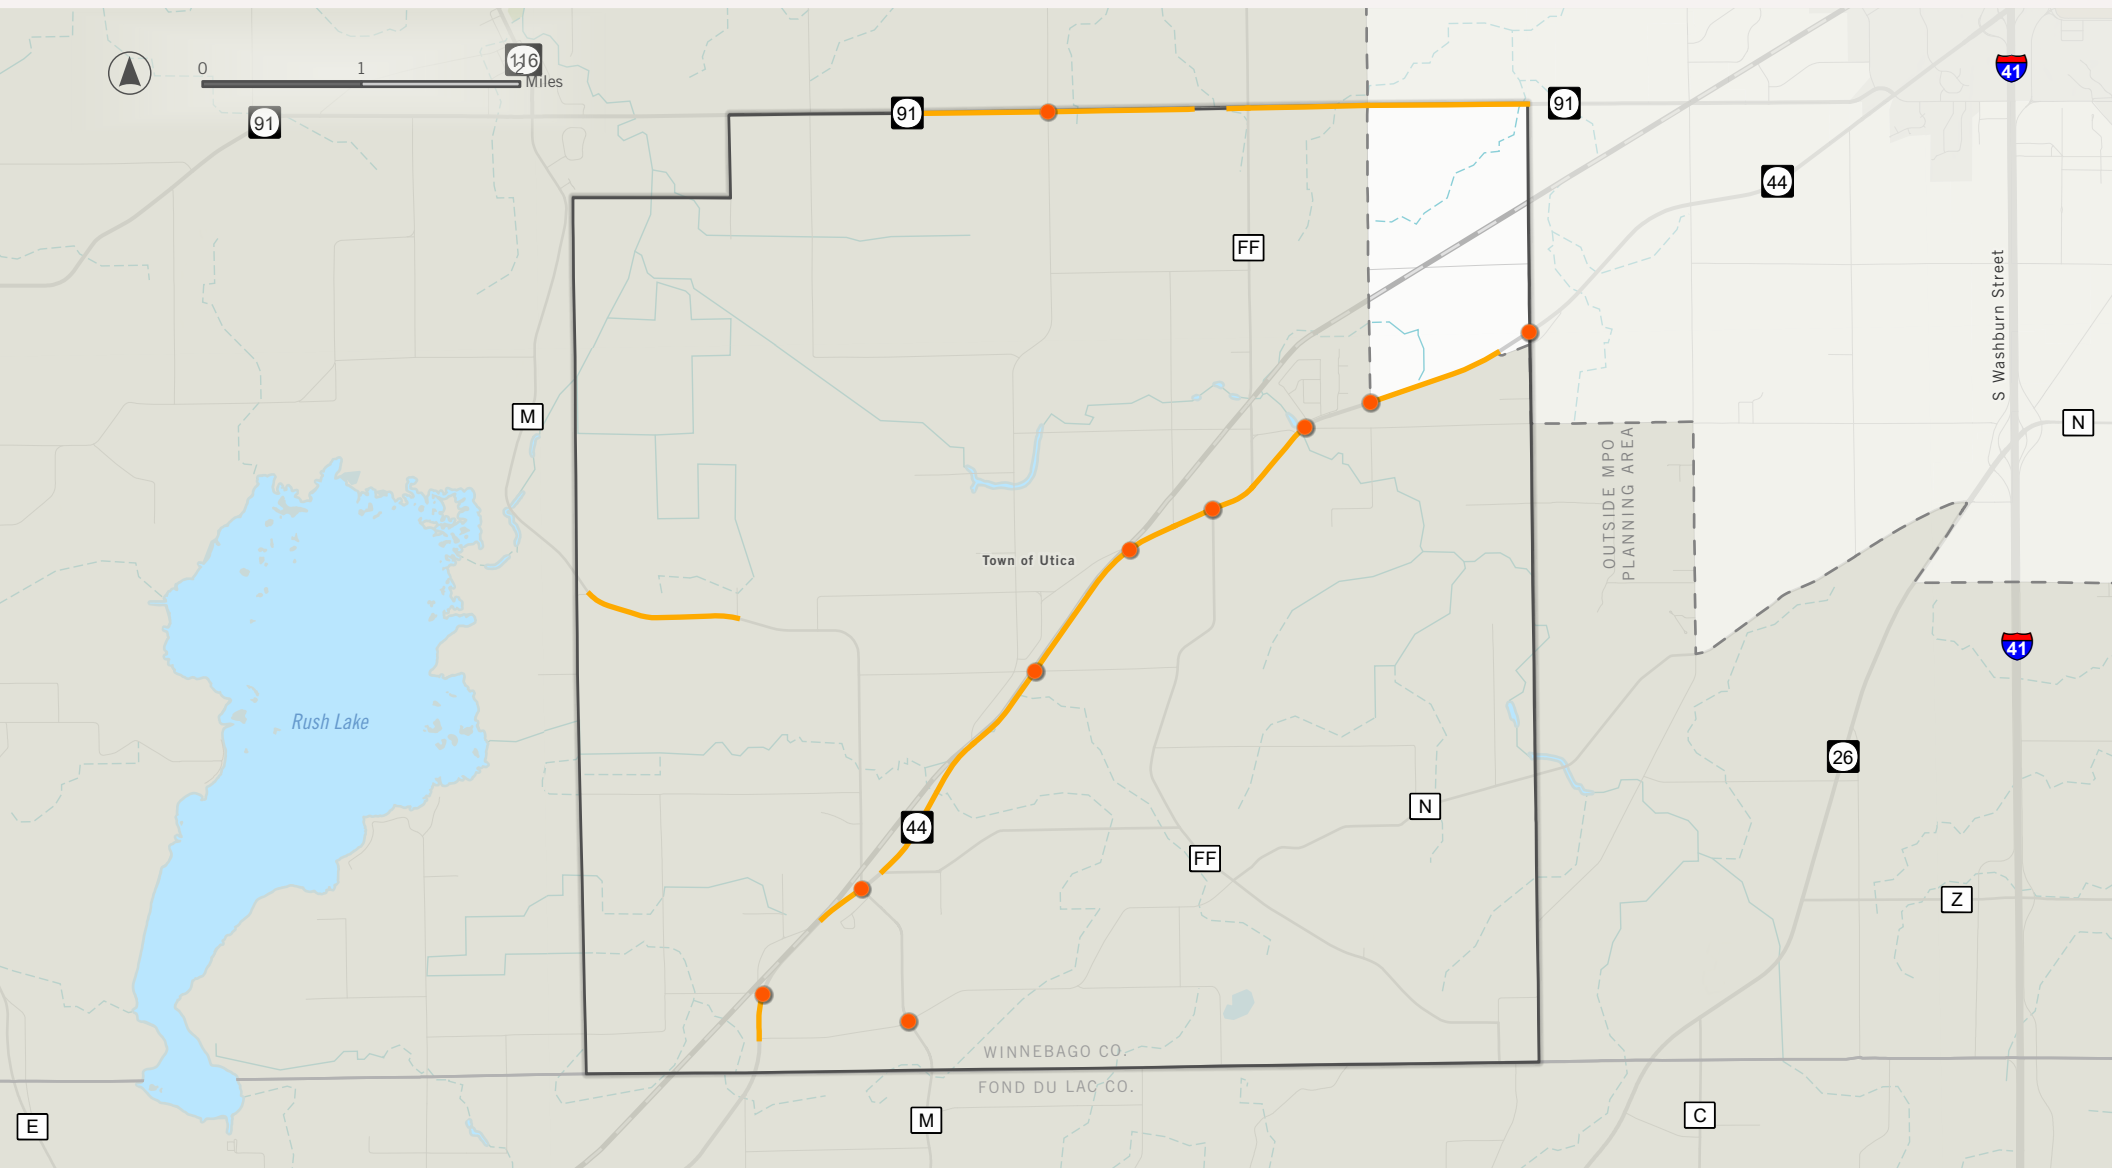 116
0 1 2 Miles
41
91
91
91
44
FF
S Washburn Street
M
N
OUTSIDE MPO
PLANNING AREA
Town of Utica
41
Rush Lake
26
N
44
FF
Z
WINNEBAGO CO.
FOND DU LAC CO.
E
M
C